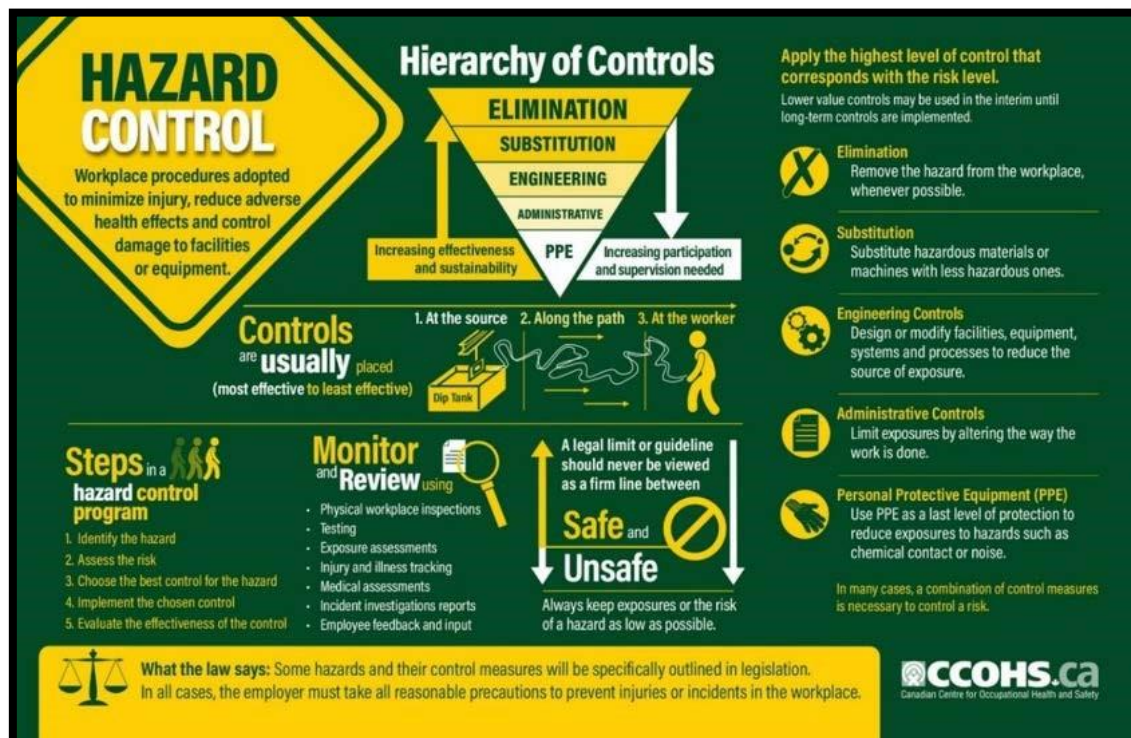 HAZARD
CONTROL
Workplace procedures adopted
to minimize injury, reduce adverse
health effects and control
damage to facilities
or equipment.
Hierarchy of Controls
ELIMINATION
SUBSTITUTION
ENGINEERING
ADMINISTRATIVE
PPE
Increasing effectiveness
and sustainability
Increasing participation
and supervision needed
Controls
are usually placed
(most effective to least effective)
1. At the source 2. Along the path 3. At the worker
Dip Tank
Apply the highest level of control that
corresponds with the risk level.
Lower value controls may be used in the interim until
long-term controls are implemented.
Elimination
Remove the hazard from the workplace,
whenever possible.
Substitution
Substitute hazardous materials or
machines with less hazardous ones.
Engineering Controls
Design or modify facilities, equipment,
systems and processes to reduce the
source of exposure.
Administrative Controls
Limit exposures by altering the way the
work is done.
Personal Protective Equipment (PPE)
Use PPE as a last level of protection to
reduce exposures to hazards such as
chemical contact or noise.
In many cases, a combination of control measures
is necessary to control a risk.
Steps in a
hazard control
program
1. Identify the hazard
2. Assess the risk
3. Choose the best control for the hazard
4. Implement the chosen control
5. Evaluate the effectiveness of the control
Monitor
and Review using
• Physical workplace inspections
• Testing
• Exposure assessments
• Injury and illness tracking
• Medical assessments
• Incident investigations reports
• Employee feedback and input
A legal limit or guideline
should never be viewed
as a firm line between
Safe and
Unsafe
Always keep exposures or the risk
of a hazard as low as possible.
What the law says: Some hazards and their control measures will be specifically outlined in legislation.
In all cases, the employer must take all reasonable precautions to prevent injuries or incidents in the workplace.
CCOHS.ca
Canadian Centre for Occupational Health and Safety